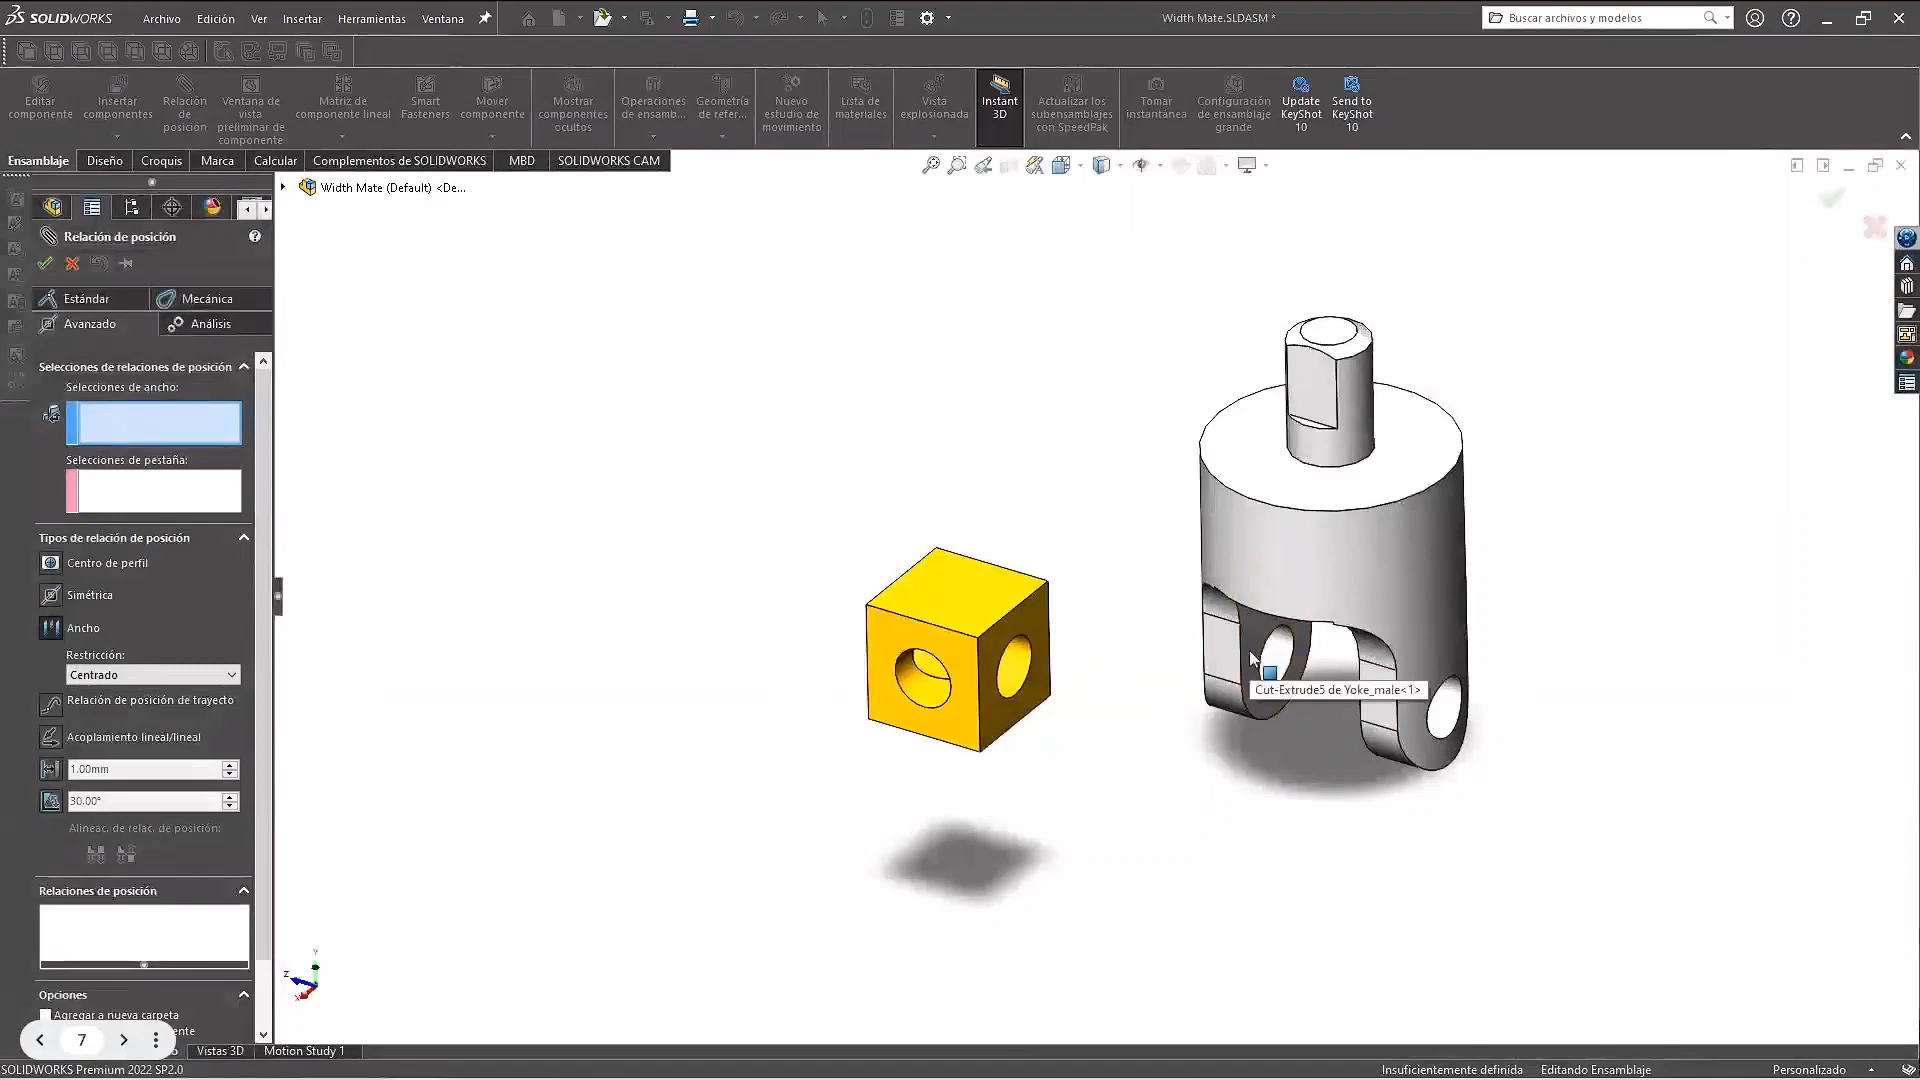 SOLIDWORKS
Archivo Edición Ver Insertar Herramientas Ventana
Width Mate.SLDASM *
Buscar archivos y modelos
Editar componente
Insertar componentes
Relación de posición
Ventana de vista preliminar de componente
Matriz de componente lineal
Smart Fasteners
Mover componente
Mostrar componentes ocultos
Operaciones de ensamb...
Geometría de refer...
Nuevo estudio de movimiento
Lista de materiales
Vista explosionada
Instant 3D
Actualizar los subensamblajes con SpeedPak
Tomar instantánea
Configuración de ensamblaje grande
Update KeyShot 10
Send to KeyShot 10
Ensamblaje Diseño Croquis Marca Calcular Complementos de SOLIDWORKS MBD SOLIDWORKS CAM
Width Mate (Default) <De...
Relación de posición
Estándar Mecánica
Avanzado Análisis
Selecciones de relaciones de posición
Selecciones de ancho:
Selecciones de pestaña:
Tipos de relación de posición
Centro de perfil
Simétrica
Ancho
Restricción:
Centrado
Relación de posición de trayecto
Acoplamiento lineal/lineal
1.00mm
30.00°
Alineac. de relac. de posición:
Relaciones de posición
Opciones
Agregar a nueva carpeta
ente
Cut-Extrude5 de Yoke_male<1>
Y
Z
X
7
o Vistas 3D Motion Study 1
SOLIDWORKS Premium 2022 SP2.0
Insuficientemente definida Editando Ensamblaje Personalizado